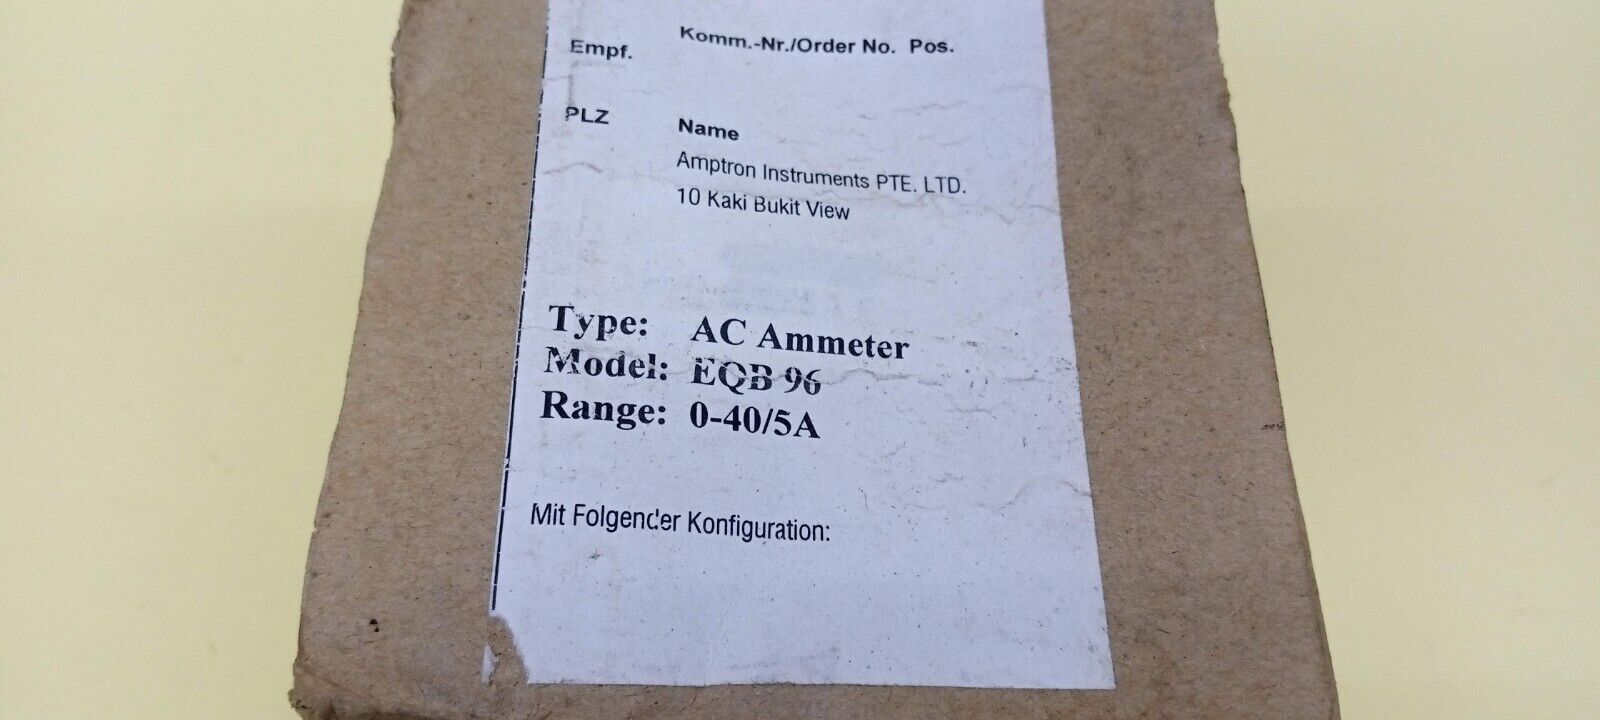 Komm.-Nr./Order No. Pos.
Empf.
PLZ
Name
Amptron Instruments PTE. LTD.
10 Kaki Bukit View
Type: AC Ammeter
Model: EQB 96
Range: 0-40/5A
Mit Folgender Konfiguration: